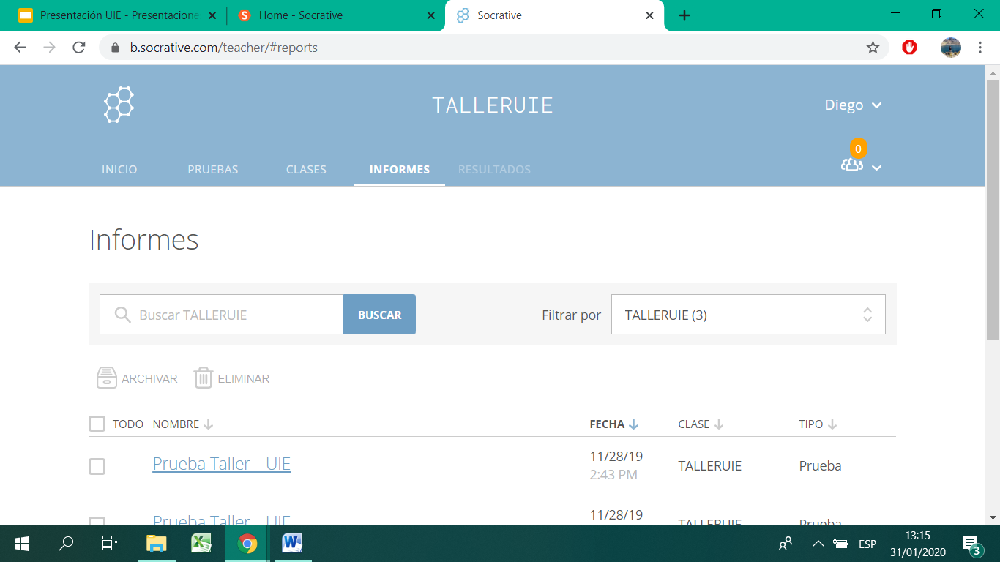 Presentación UIE - Presentacione
Home - Socrative
Socrative
b.socrative.com/teacher/#reports
TALLERUIE
Diego
0
INICIO PRUEBAS CLASES INFORMES RESULTADOS
Informes
Buscar TALLERUIE BUSCAR Filtrar por TALLERUIE (3)
ARCHIVAR ELIMINAR
TODO NOMBRE FECHA CLASE TIPO
Prueba Taller _ UIE 11/28/19 TALLERUIE Prueba
2:43 PM
Prueba Taller _ UIE 11/28/19 TALLERUIE Prueba
ESP
13:15
31/01/2020
3